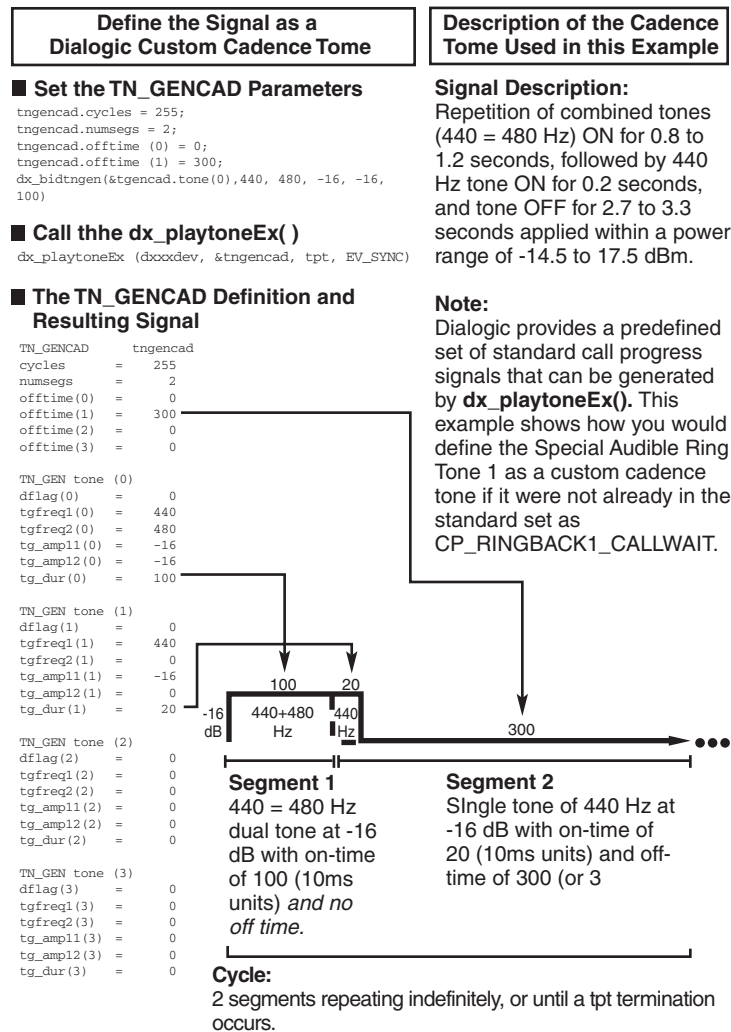 Define the Signal as a
Dialogic Custom Cadence Tome
■ Set the TN_GENCAD Parameters
tngencad.cycles = 255;
tngencad.numsegs = 2;
tngencad.offtime (0) = 0;
tngencad.offtime (1) = 300;
dx_bidtngen(&tgencad.tone(0),440, 480, -16, -16,
100)
■ Call thhe dx_playtoneEx( )
dx_playtoneEx (dxxxdev, &tngencad, tpt, EV_SYNC)
■ The TN_GENCAD Definition and
Resulting Signal
TN_GENCAD tngencad
cycles = 255
numsegs = 2
offtime(0) = 0
offtime(1) = 300
offtime(2) = 0
offtime(3) = 0
TN_GEN tone (0)
dflag(0) = 0
tgfreq1(0) = 440
tgfreq2(0) = 480
tg_amp11(0) = -16
tg_amp12(0) = -16
tg_dur(0) = 100
TN_GEN tone (1)
dflag(1) = 0
tgfreq1(1) = 440
tgfreq2(1) = 0
tg_amp11(1) = -16
tg_amp12(1) = 0
tg_dur(1) = 20
TN_GEN tone (2)
dflag(2) = 0
tgfreq1(2) = 0
tgfreq2(2) = 0
tg_amp11(2) = 0
tg_amp12(2) = 0
tg_dur(2) = 0
TN_GEN tone (3)
dflag(3) = 0
tgfreq1(3) = 0
tgfreq2(3) = 0
tg_amp11(3) = 0
tg_amp12(3) = 0
tg_dur(3) = 0
Description of the Cadence
Tome Used in this Example
Signal Description:
Repetition of combined tones
(440 = 480 Hz) ON for 0.8 to
1.2 seconds, followed by 440
Hz tone ON for 0.2 seconds,
and tone OFF for 2.7 to 3.3
seconds applied within a power
range of -14.5 to 17.5 dBm.
Note:
Dialogic provides a predefined
set of standard call progress
signals that can be generated
by dx_playtoneEx(). This
example shows how you would
define the Special Audible Ring
Tone 1 as a custom cadence
tone if it were not already in the
standard set as
CP_RINGBACK1_CALLWAIT.
100 20
-16 440+480 440
dB Hz Hz
300
Segment 1
440 = 480 Hz
dual tone at -16
dB with on-time
of 100 (10ms
units) and no
off time.
Segment 2
SIngle tone of 440 Hz at
-16 dB with on-time of
20 (10ms units) and off-
time of 300 (or 3
Cycle:
2 segments repeating indefinitely, or until a tpt termination
occurs.